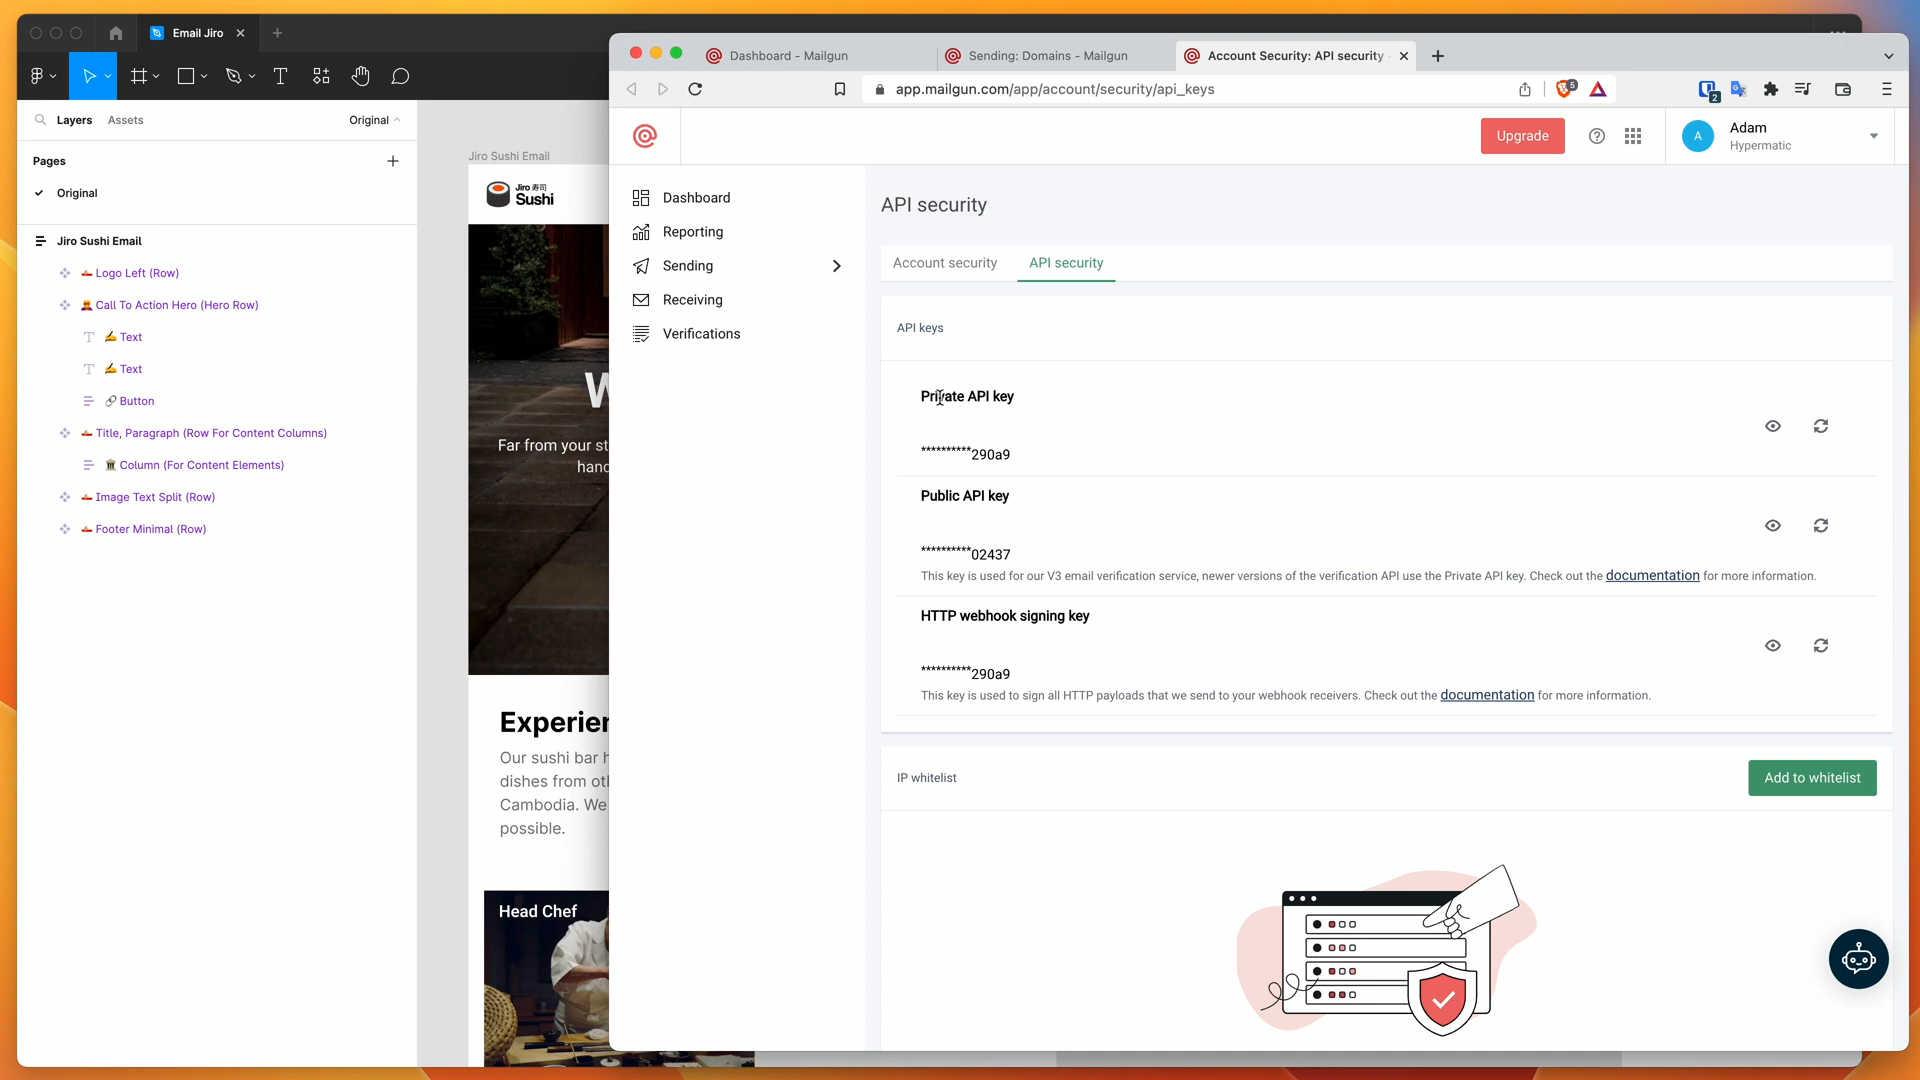 Email Jiro
Layers
Assets
Original
Pages
Original
Jiro Sushi Email
Logo Left (Row)
Call To Action Hero (Hero Row)
Text
Text
Button
Title, Paragraph (Row For Content Columns)
Column (For Content Elements)
Image Text Split (Row)
Footer Minimal (Row)
Jiro Sushi Email
Jiro 寿司
Sushi
W
Far from your st
hand
Experien
Our sushi bar h
dishes from oth
Cambodia. We
possible.
Head Chef
Dashboard - Mailgun
Sending: Domains - Mailgun
Account Security: API security
app.mailgun.com/app/account/security/api_keys
5
2
Upgrade
A
Adam
Hypermatic
Dashboard
Reporting
Sending
Receiving
Verifications
API security
Account security
API security
API keys
Private API key
**********290a9
Public API key
**********02437
This key is used for our V3 email verification service, newer versions of the verification API use the Private API key. Check out the documentation for more information.
HTTP webhook signing key
**********290a9
This key is used to sign all HTTP payloads that we send to your webhook receivers. Check out the documentation for more information.
IP whitelist
Add to whitelist